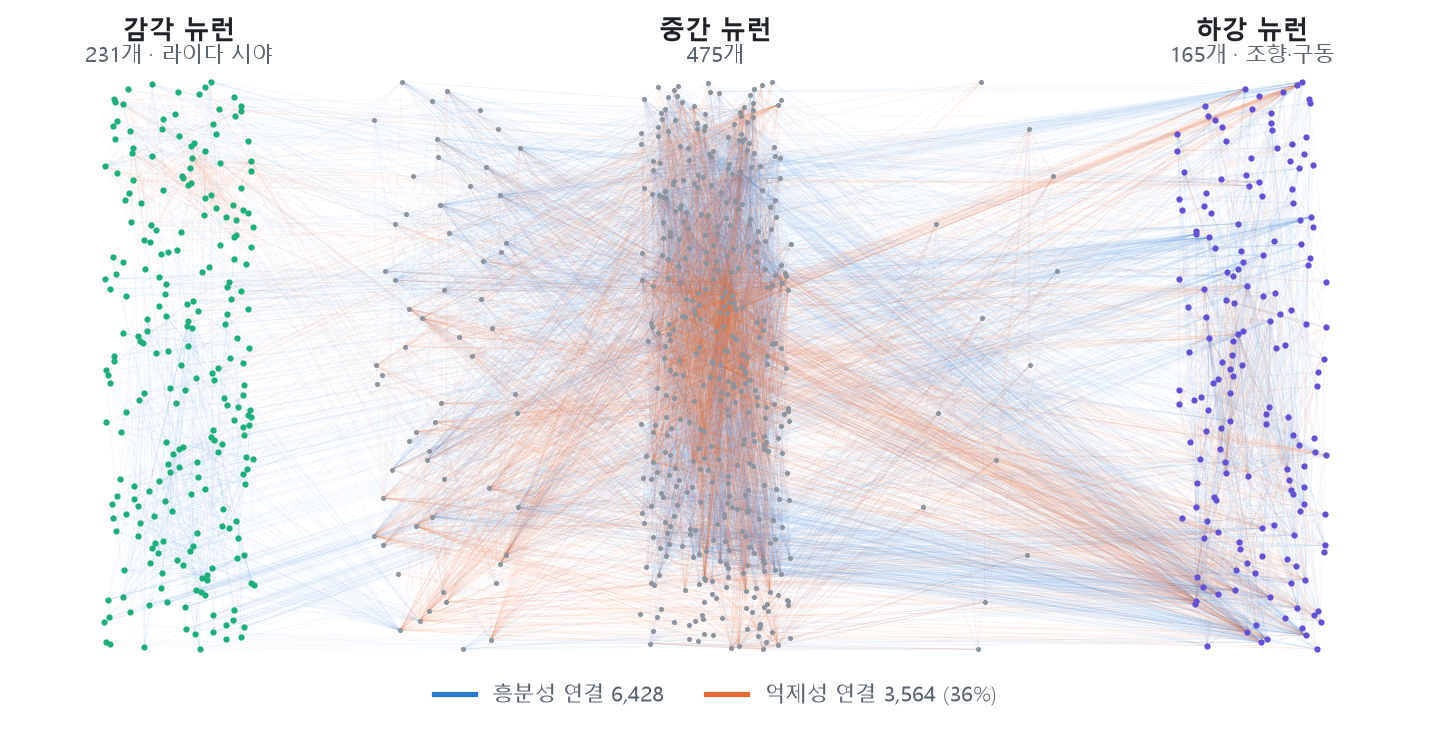 감각 뉴런
231개 · 라이다 시야
중간 뉴런
475개
하강 뉴런
165개 · 조향·구동
흥분성 연결 6,428
억제성 연결 3,564 (36%)